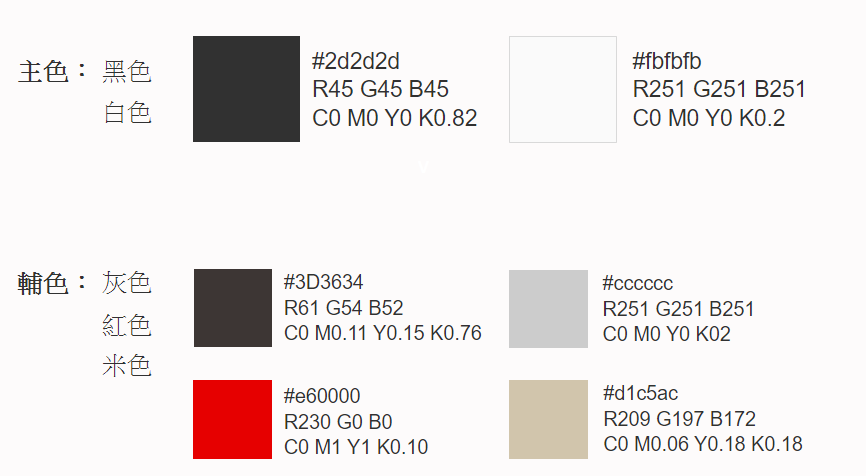 主色： 黑色
白色
#2d2d2d
R45 G45 B45
C0 M0 Y0 K0.82
#fbfbfb
R251 G251 B251
C0 M0 Y0 K0.2
輔色： 灰色
紅色
米色
#3D3634
R61 G54 B52
C0 M0.11 Y0.15 K0.76
#cccccc
R251 G251 B251
C0 M0 Y0 K02
#e60000
R230 G0 B0
C0 M1 Y1 K0.10
#d1c5ac
R209 G197 B172
C0 M0.06 Y0.18 K0.18